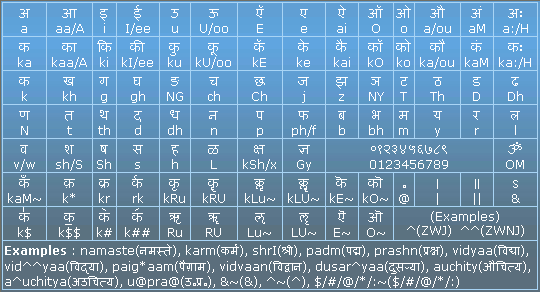 अ आ इ ई उ ऊ ऍ ए ऐ ऑ ओ औ अं अः
a aa/A i I/ee u U/oo E e ai O o a/ou aM a:/H
क का कि की कु कू कॅ के कै कॉ को कौ कं कः
ka kaa/A ki kI/ee ku kU/oo kE ke kai kO ko ka/ou kaM ka:/H
क ख ग घ ङ च छ ज झ ञ ट ठ ड ढ
k kh g gh NG ch Ch j z NY T Th D Dh
ण त थ द ध न प फ ब भ म य र ल
N t th d dh n p ph/f b bh m y r l
व श ष स ह ळ क्ष ज्ञ ०१२३४५६७८९ ॐ
v/w sh/S Sh s h L kSh/x Gy 0123456789 OM
कँ क़ क्र र्क कृ कॄ कॢ कॣ ऍ ऑ ॰ | || ऽ
kaM~ k* kr rk kRu kRU kLu~ kLU~ kE~ kO~ @ | || &
k$ k$$ k# k## Ru RU Lu~ LU~ E~ O~ (Examples)
^(ZWJ) ^^(ZWNJ)
Examples : namaste(नमस्ते), karm(कर्म), shrI(श्री), padm(पद्म), prashn(प्रश्न), vidyaa(विद्या),
vid^^yaa(विद्‌या), paig*aam(पैग़ाम), vidvaan(विद्वान), dusar^yaa(दुसर्‍या), auchity(औचित्य),
a^uchitya(अउचित्य), u@pra@(उ॰प्र॰), &~(&), ^~(^), $/#/@/*/:~($/#/@/*/:)